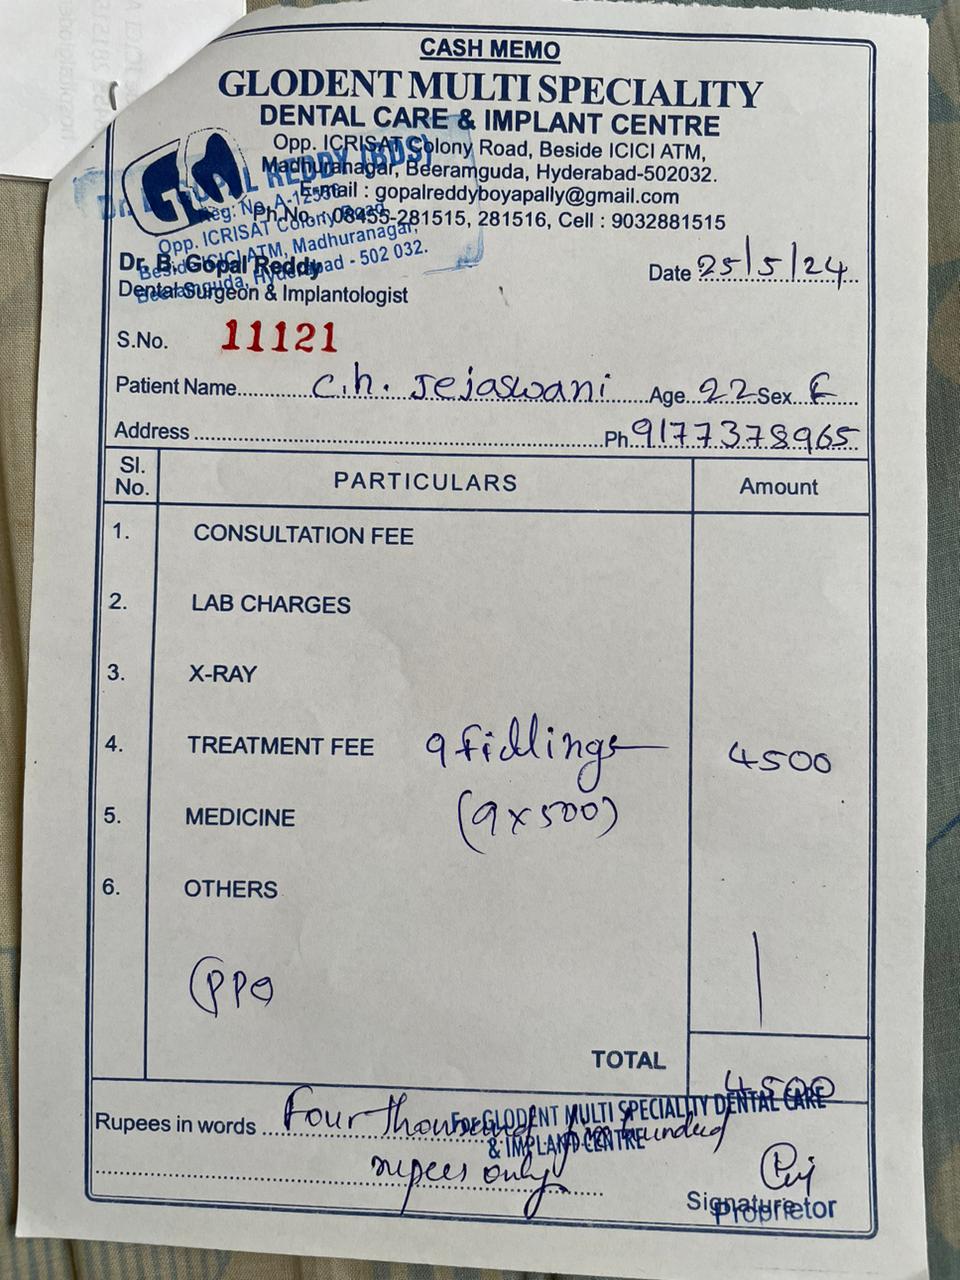 CASH MEMO
GLODENT MULTI SPECIALITY
DENTAL CARE & IMPLANT CENTRE
Opp. ICRISAT Colony Road, Beside ICICI ATM,
Madhuranagar, Beeramguda, Hyderabad-502032.
E-mail : gopalreddyboyapally@gmail.com
Ph.No. : 08455-281515, 281516, Cell : 9032881515
Dr. GOPAL REDDY (BDS)
Reg: No. A-12536
Opp. ICRISAT Colony Road,
Beside ICICI ATM, Madhuranagar,
Beeramguda, Hyderabad - 502 032.
Dr. B. Gopal Reddy
Dental Surgeon & Implantologist
Date 25/5/24
S.No. 11121
Patient Name c.h. Jejaswani Age 22 Sex F
Address Ph 9177378965
Sl. No. PARTICULARS Amount
1. CONSULTATION FEE
2. LAB CHARGES
3. X-RAY
4. TREATMENT FEE 9 fillings 4500
5. MEDICINE (9x500)
6. OTHERS
PPO
TOTAL 4500
Rupees in words Four thousand five hundred
rupees only
For GLODENT MULTI SPECIALITY DENTAL CARE
& IMPLANT CENTRE
Signature
Proprietor